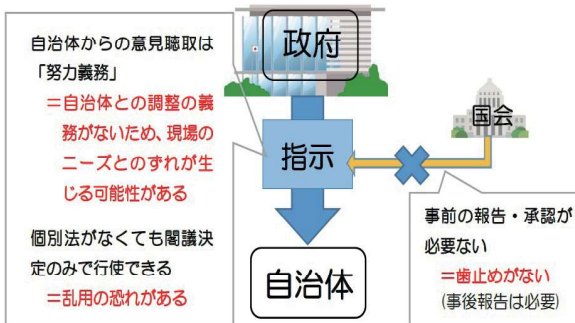 自治体からの意見聴取は
「努力義務」
=自治体との調整の義
務がないため、現場の
ニーズとのずれが生
じる可能性がある
個別法がなくても閣議決
定のみで行使できる
=乱用の恐れがある
政府
指示
自治体
国会
事前の報告・承認が
必要ない
=歯止めがない
(事後報告は必要)